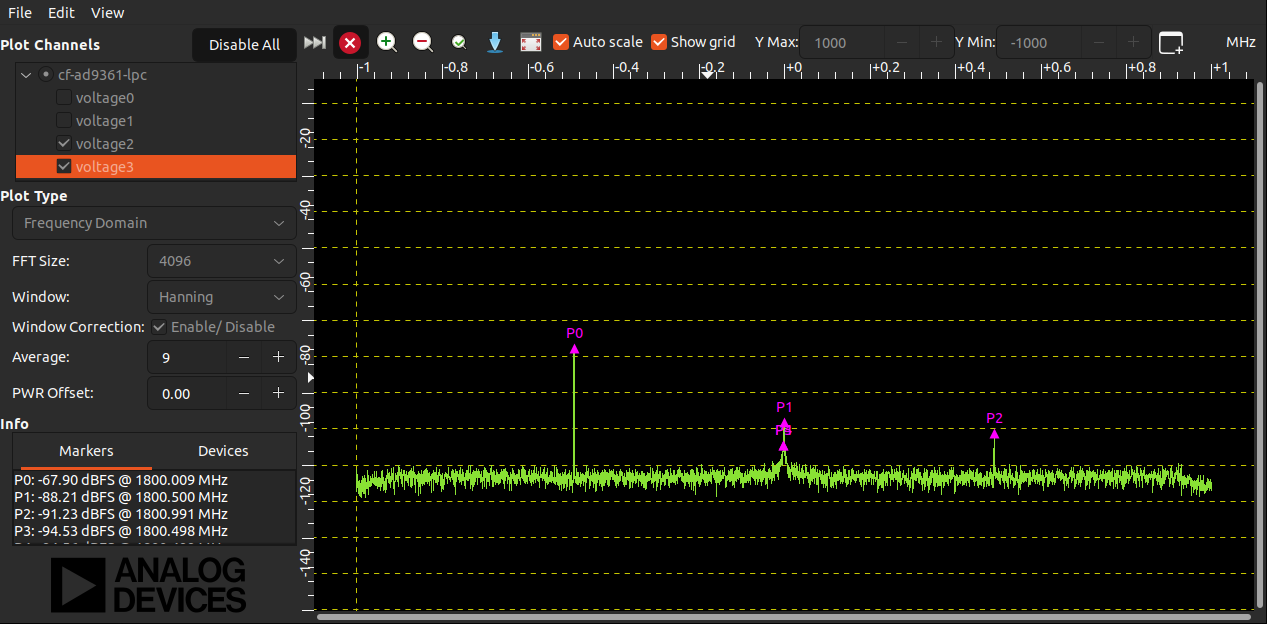 File Edit View
Plot Channels
Disable All
Auto scale
Show grid
Y Max:
1000
Y Min:
-1000
MHz
cf-ad9361-lpc
voltage0
voltage1
voltage2
voltage3
Plot Type
Frequency Domain
FFT Size:
4096
Window:
Hanning
Window Correction:
Enable/ Disable
Average:
9
PWR Offset:
0.00
Info
Markers
Devices
P0: -67.90 dBFS @ 1800.009 MHz
P1: -88.21 dBFS @ 1800.500 MHz
P2: -91.23 dBFS @ 1800.991 MHz
P3: -94.53 dBFS @ 1800.498 MHz
ANALOG
DEVICES
-1 -0.8 -0.6 -0.4 -0.2 +0 +0.2 +0.4 +0.6 +0.8 +1
-20
-40
-60
-80
-100
-120
-140
P0
P1
P2